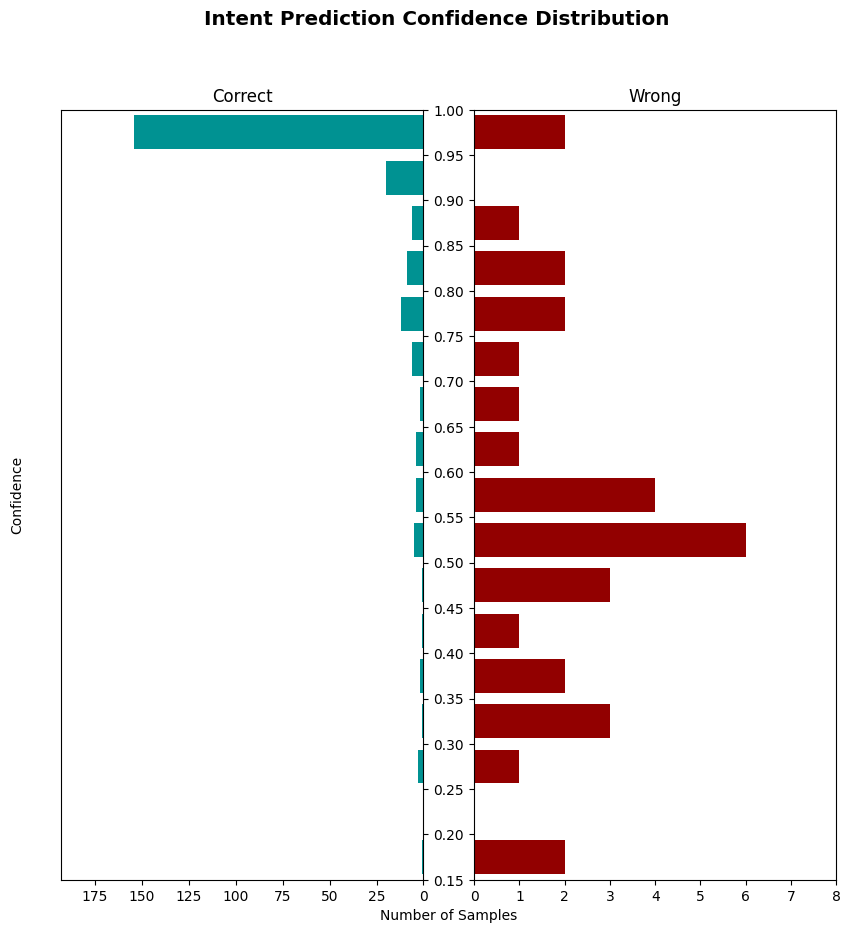 Intent Prediction Confidence Distribution
Correct
Wrong
Confidence
1.00
0.95
0.90
0.85
0.80
0.75
0.70
0.65
0.60
0.55
0.50
0.45
0.40
0.35
0.30
0.25
0.20
0.15
175 150 125 100 75 50 25 0
0 1 2 3 4 5 6 7 8
Number of Samples